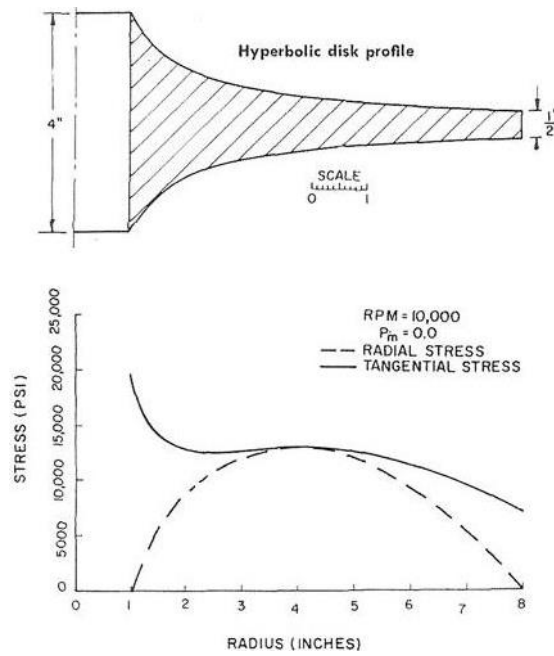 Hyperbolic disk profile
4"
1/2"
SCALE
0 1
RPM = 10,000
Pm = 0.0
RADIAL STRESS
TANGENTIAL STRESS
STRESS (PSI)
25,000
20,000
15,000
10,000
5000
0
0 1 2 3 4 5 6 7 8
RADIUS (INCHES)